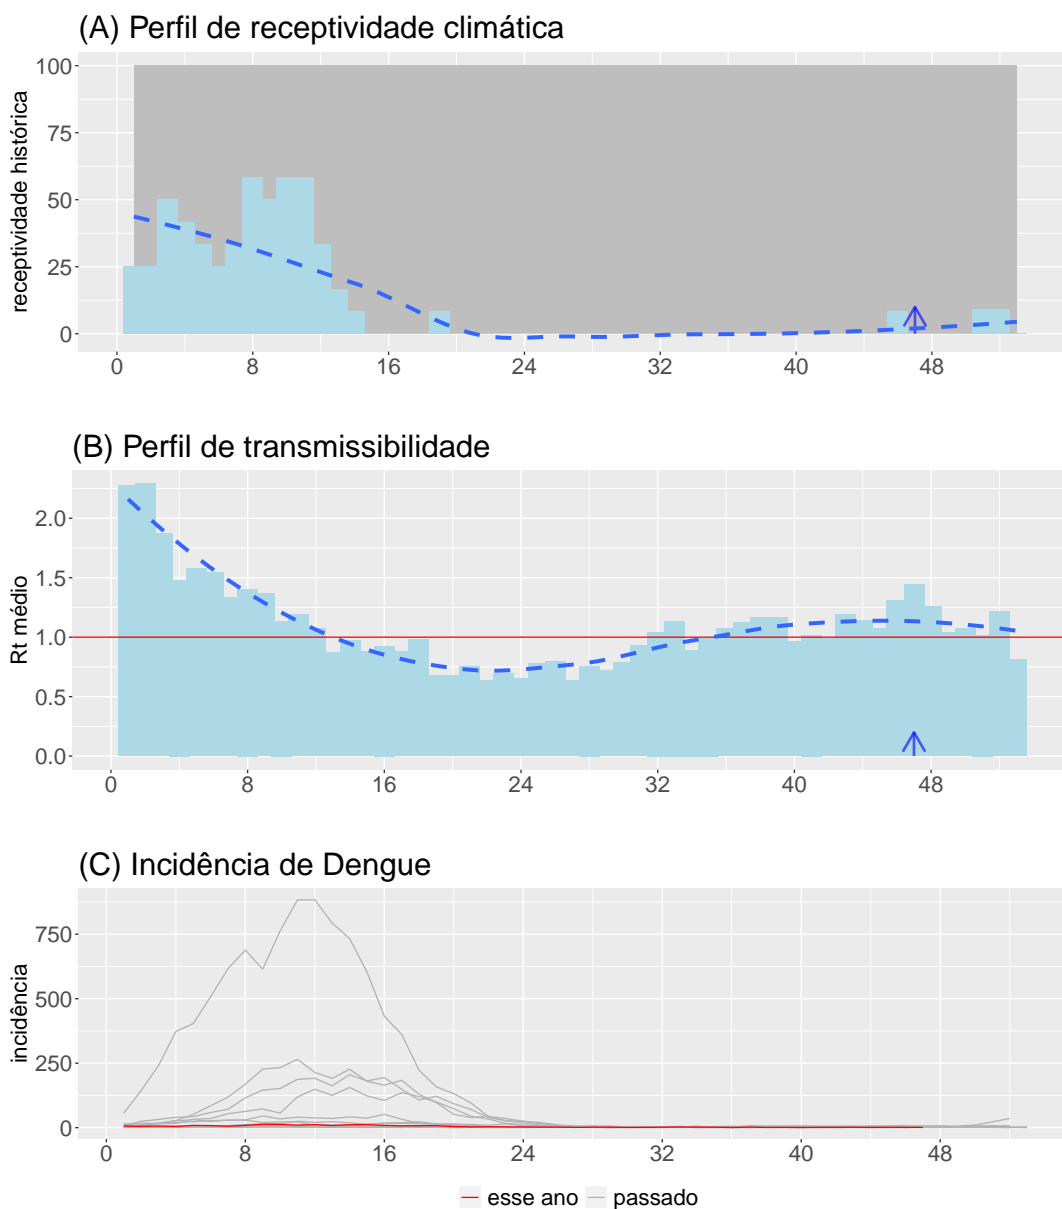 (A) Perfil de receptividade climática
receptividade histórica
100
75
50
25
0
0 8 16 24 32 40 48
(B) Perfil de transmissibilidade
Rt médio
2.0
1.5
1.0
0.5
0.0
0 8 16 24 32 40 48
(C) Incidência de Dengue
incidência
750
500
250
0
0 8 16 24 32 40 48
esse ano passado